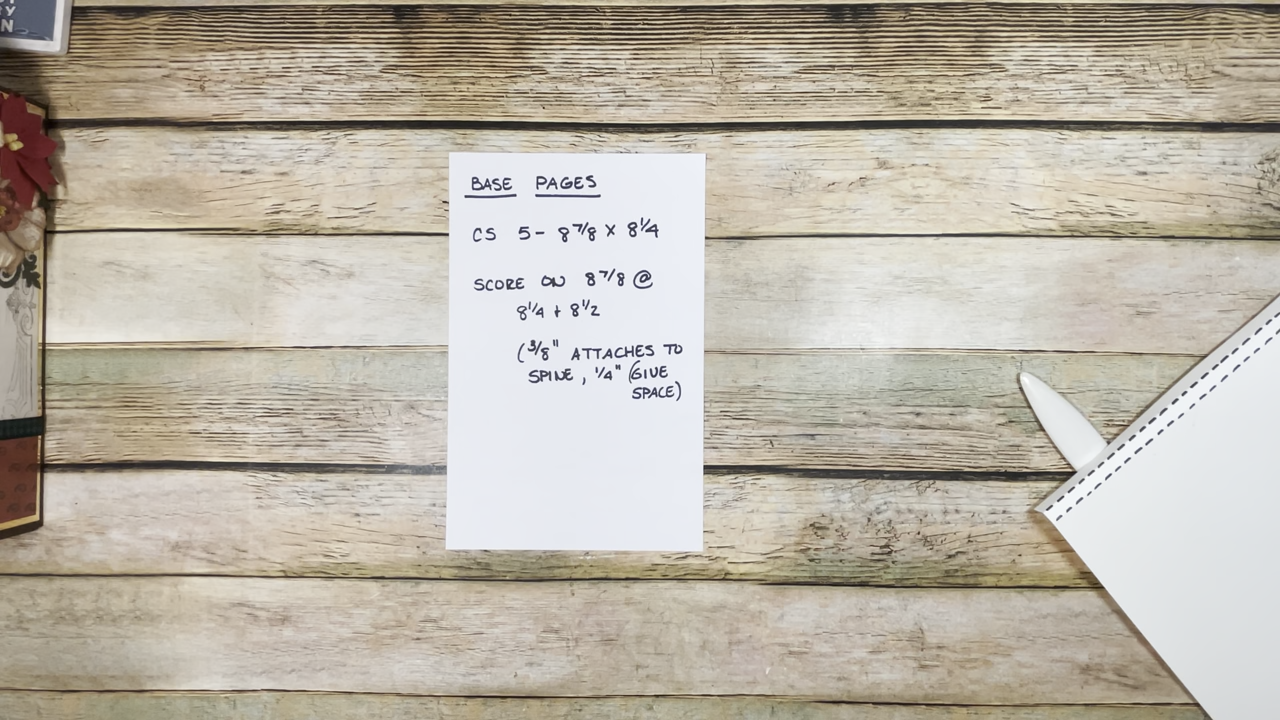 BASE PAGES
CS 5- 8 7/8 X 8 1/4
SCORE ON 8 7/8 @
8 1/4 + 8 1/2
(3/8" ATTACHES TO
SPINE, 1/4" (GIVE
SPACE)